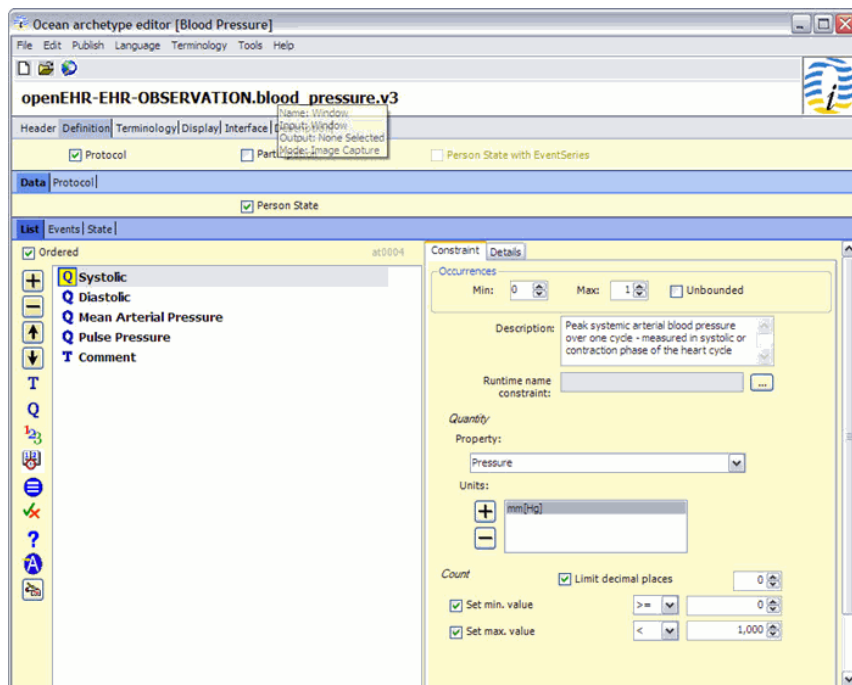 Ocean archetype editor [Blood Pressure]
File Edit Publish Language Terminology Tools Help
openEHR-EHR-OBSERVATION.blood_pressure.v3
Name: Window
Input: Window
Output: None Selected
Mode: Image Capture
Header Definition Terminology Display Interface
Protocol Person State with EventSeries
Data Protocol
Person State
List Events State
Ordered at0004
Q Systolic
Q Diastolic
Q Mean Arterial Pressure
Q Pulse Pressure
T Comment
T
Q
123
?
A
Constraint Details
Occurrences
Min: 0 Max: 1 Unbounded
Description: Peak systemic arterial blood pressure
over one cycle - measured in systolic or
contraction phase of the heart cycle
Runtime name
constraint: ...
Quantity
Property:
Pressure
Units:
mm[Hg]
Count Limit decimal places 0
Set min. value >= 0
Set max. value < 1,000